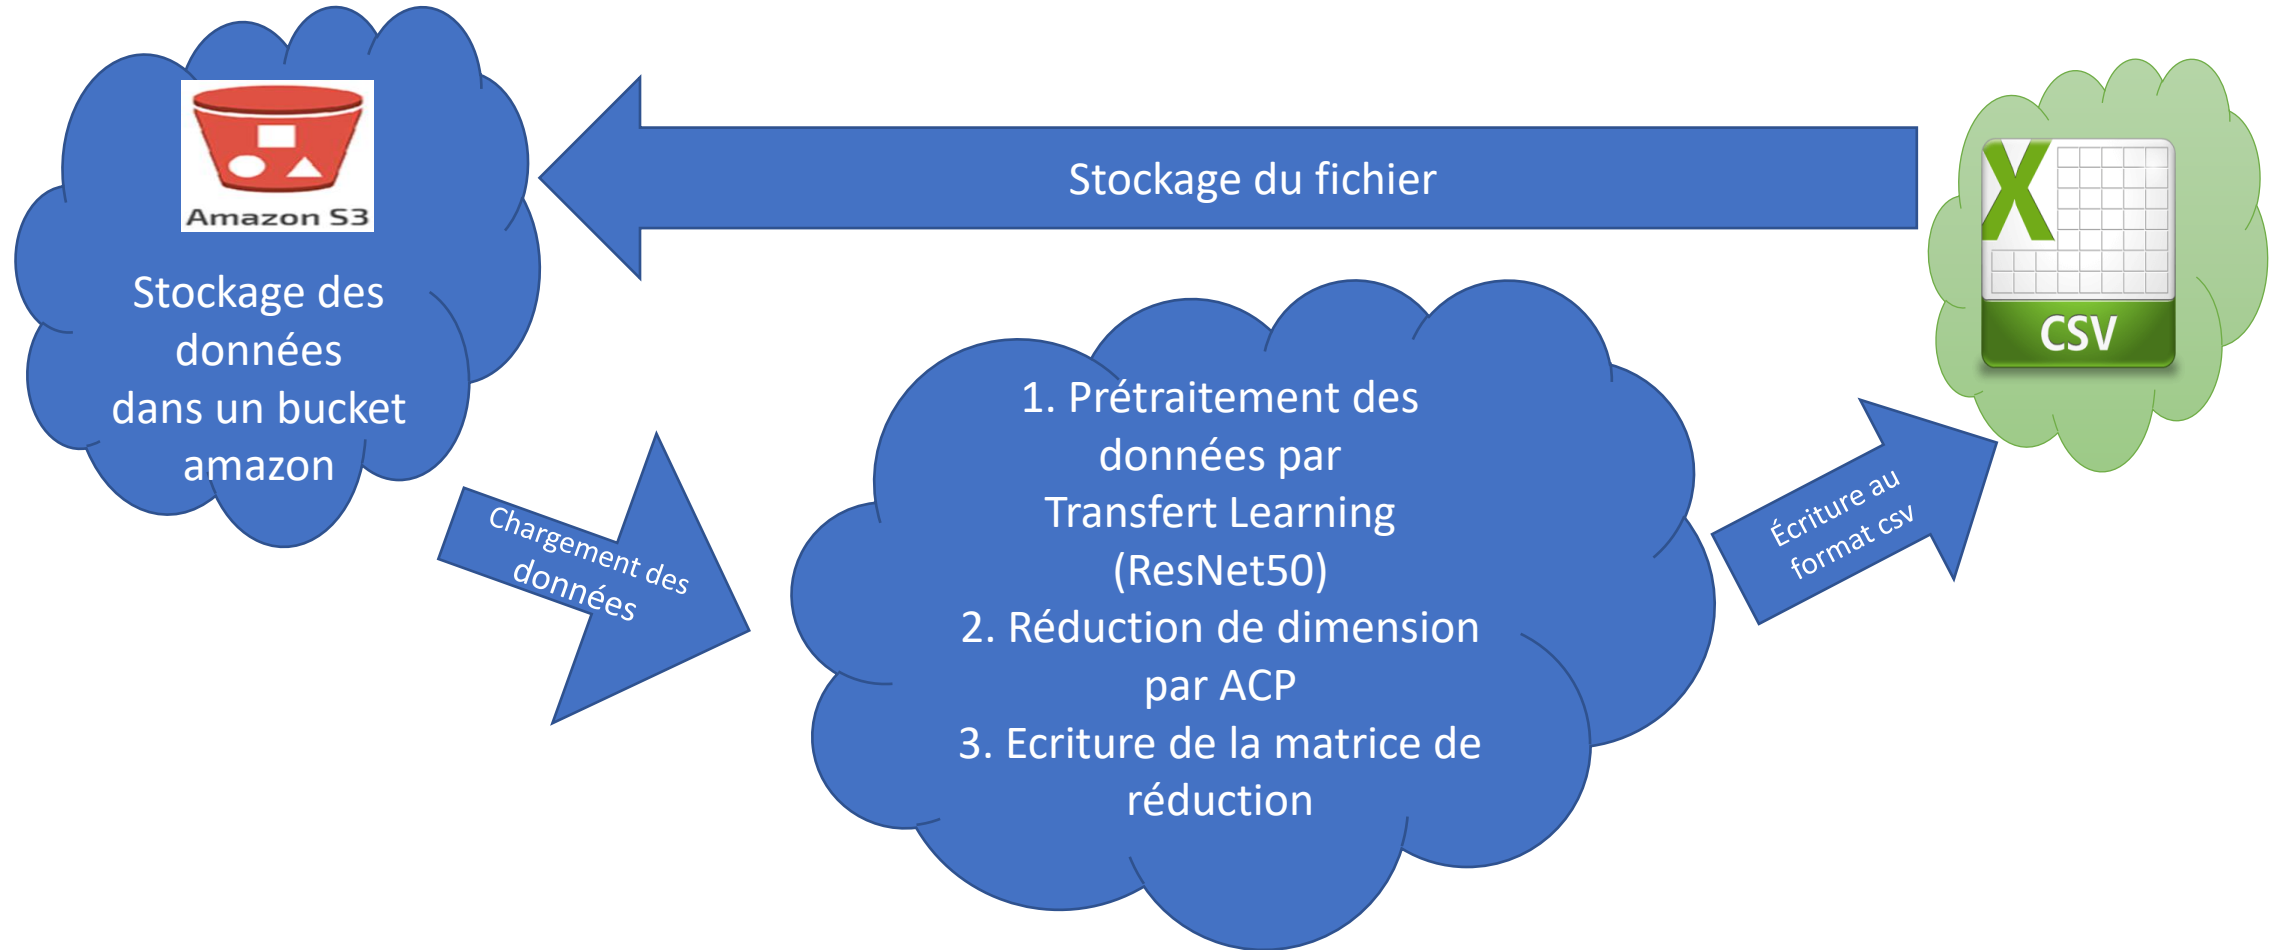 Amazon S3
Stockage des
données
dans un bucket
amazon
Stockage du fichier
CSV
Chargement des
données
1. Prétraitement des
données par
Transfert Learning
(ResNet50)
2. Réduction de dimension
par ACP
3. Ecriture de la matrice de
réduction
Écriture au
format csv